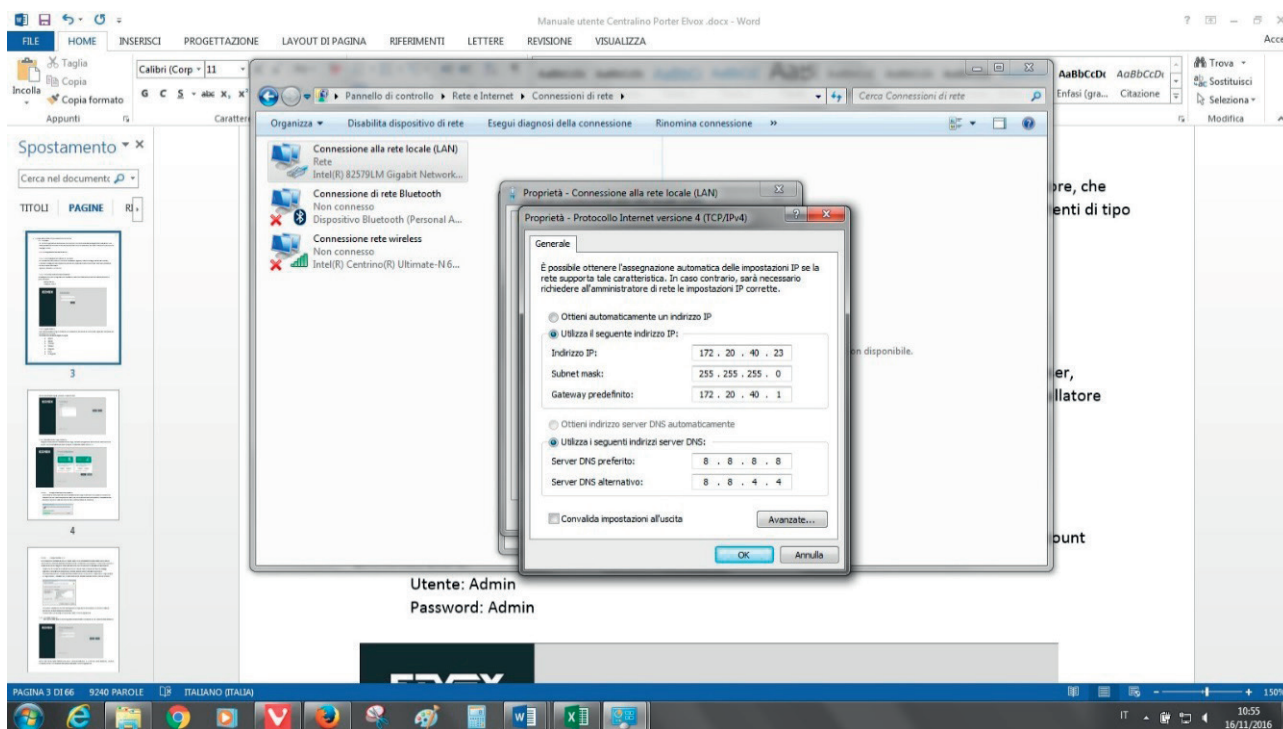 Manuale utente Centralino Porter Elvox .docx - Word
FILE HOME INSERISCI PROGETTAZIONE LAYOUT DI PAGINA RIFERIMENTI LETTERE REVISIONE VISUALIZZA
Acce
Incolla
Taglia
Copia
Copia formato
Appunti
Calibri (Corp 11
G C S abc X, X
Caratter
AaBbCcDc AaBbCcDc
Enfasi (gra... Citazione
Trova
Sostituisci
Seleziona
Modifica
Spostamento
Cerca nel documento
TITOLI PAGINE
3
4
Pannello di controllo Rete e Internet Connessioni di rete
Cerca Connessioni di rete
Organizza Disabilita dispositivo di rete Esegui diagnosi della connessione Rinomina connessione »
Connessione alla rete locale (LAN)
Rete
Intel(R) 82579LM Gigabit Network...
Connessione di rete Bluetooth
Non connesso
Dispositivo Bluetooth (Personal A...
Connessione rete wireless
Non connesso
Intel(R) Centrino(R) Ultimate-N 6...
Proprietà - Connessione alla rete locale (LAN)
Proprietà - Protocollo Internet versione 4 (TCP/IPv4)
Generale
È possibile ottenere l'assegnazione automatica delle impostazioni IP se la
rete supporta tale caratteristica. In caso contrario, sarà necessario
richiedere all'amministratore di rete le impostazioni IP corrette.
Ottieni automaticamente un indirizzo IP
Utilizza il seguente indirizzo IP:
Indirizzo IP: 172 . 20 . 40 . 23
Subnet mask: 255 . 255 . 255 . 0
Gateway predefinito: 172 . 20 . 40 . 1
Ottieni indirizzo server DNS automaticamente
Utilizza i seguenti indirizzi server DNS:
Server DNS preferito: 8 . 8 . 8 . 8
Server DNS alternativo: 8 . 8 . 4 . 4
Convalida impostazioni all'uscita
Avanzate...
OK Annulla
on disponibile.
ore, che
enti di tipo
er,
llatore
ount
Utente: Admin
Password: Admin
PAGINA 3 DI 66 9240 PAROLE ITALIANO (ITALIA)
150%
IT
10:55
16/11/2016